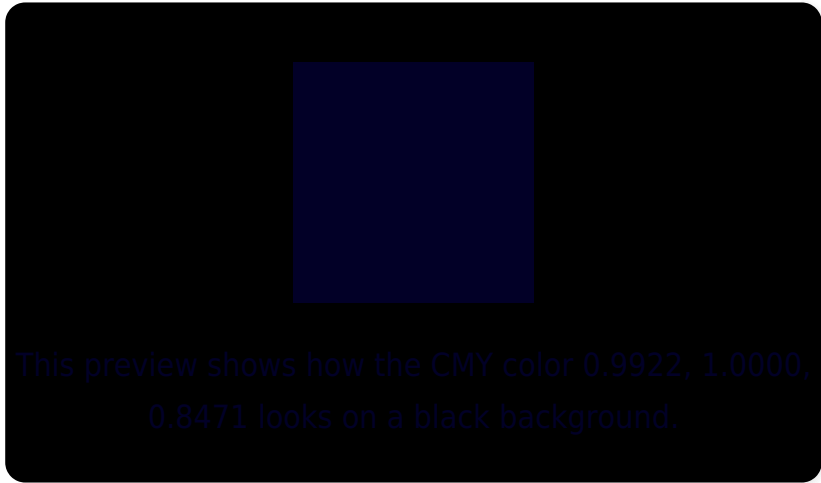 This preview shows how the CMY color 0.9922, 1.0000,
0.8471 looks on a black background.